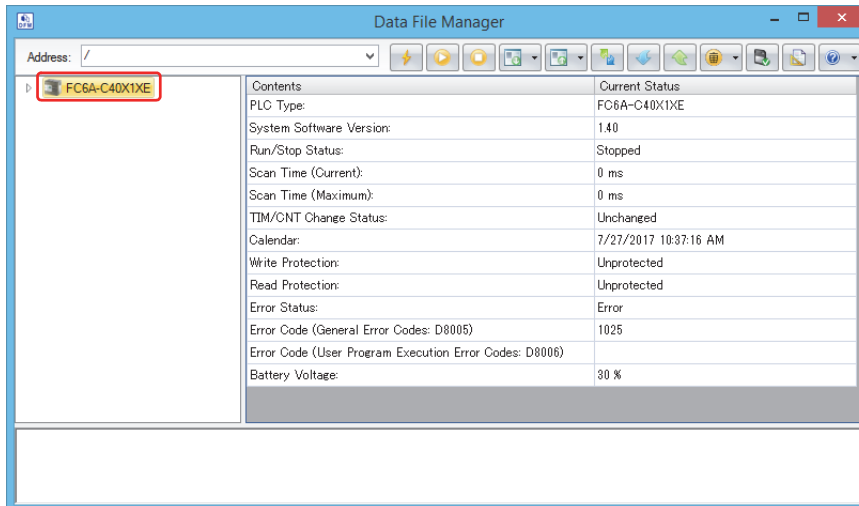 DFM
Data File Manager
Address: /
FC6A-C40X1XE
Contents Current Status
PLC Type: FC6A-C40X1XE
System Software Version: 1.40
Run/Stop Status: Stopped
Scan Time (Current): 0 ms
Scan Time (Maximum): 0 ms
TIM/CNT Change Status: Unchanged
Calendar: 7/27/2017 10:37:16 AM
Write Protection: Unprotected
Read Protection: Unprotected
Error Status: Error
Error Code (General Error Codes: D8005) 1025
Error Code (User Program Execution Error Codes: D8006)
Battery Voltage: 30 %